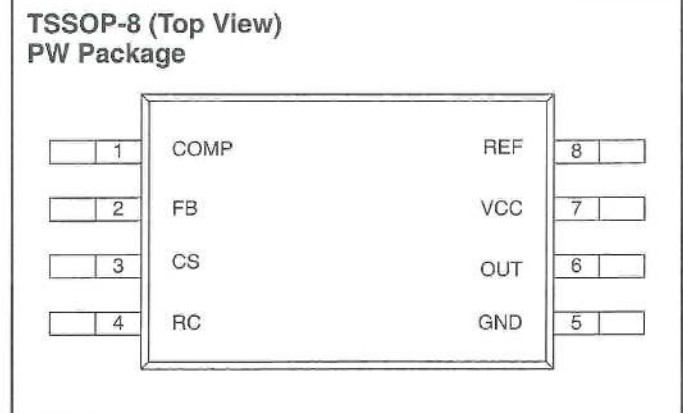 TSSOP-8 (Top View)
PW Package
1 COMP REF 8
2 FB VCC 7
3 CS OUT 6
4 RC GND 5